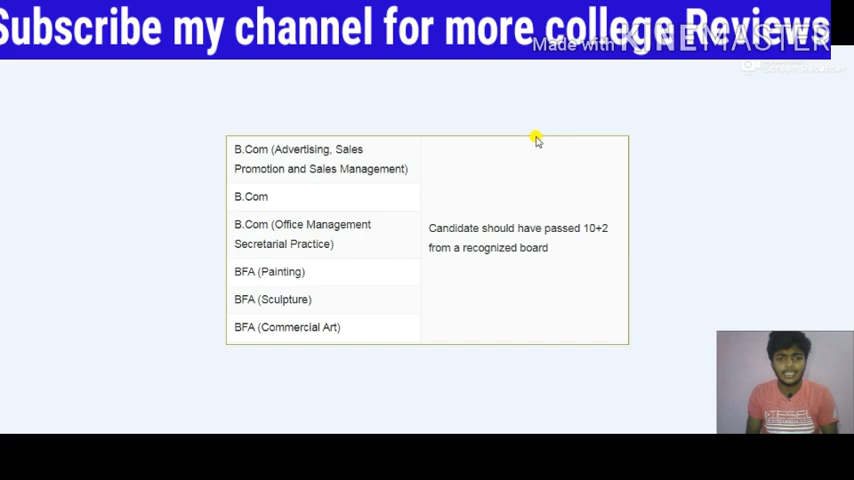 Subscribe my channel for more college Reviews
Made with KINEMASTER
Screen Recorder
B.Com (Advertising, Sales
Promotion and Sales Management)
B.Com
B.Com (Office Management
Secretarial Practice)
BFA (Painting)
BFA (Sculpture)
BFA (Commercial Art)
Candidate should have passed 10+2
from a recognized board